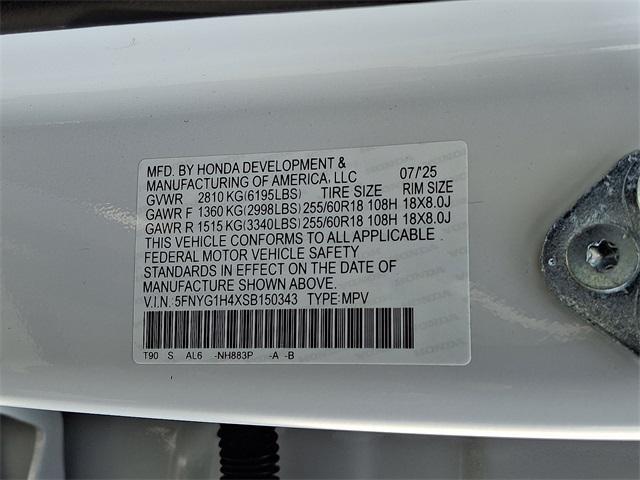 MFD. BY HONDA DEVELOPMENT &
MANUFACTURING OF AMERICA, LLC 07/'25
GVWR 2810 KG(6195LBS) TIRE SIZE RIM SIZE
GAWR F 1360 KG(2998LBS) 255/60R18 108H 18X8.0J
GAWR R 1515 KG(3340LBS) 255/60R18 108H 18X8.0J
THIS VEHICLE CONFORMS TO ALL APPLICABLE
FEDERAL MOTOR VEHICLE SAFETY
STANDARDS IN EFFECT ON THE DATE OF
MANUFACTURE SHOWN ABOVE.
V.I.N.:5FNYG1H4XSB150343 TYPE:MPV
T90 S AL6 -NH883P -A -B